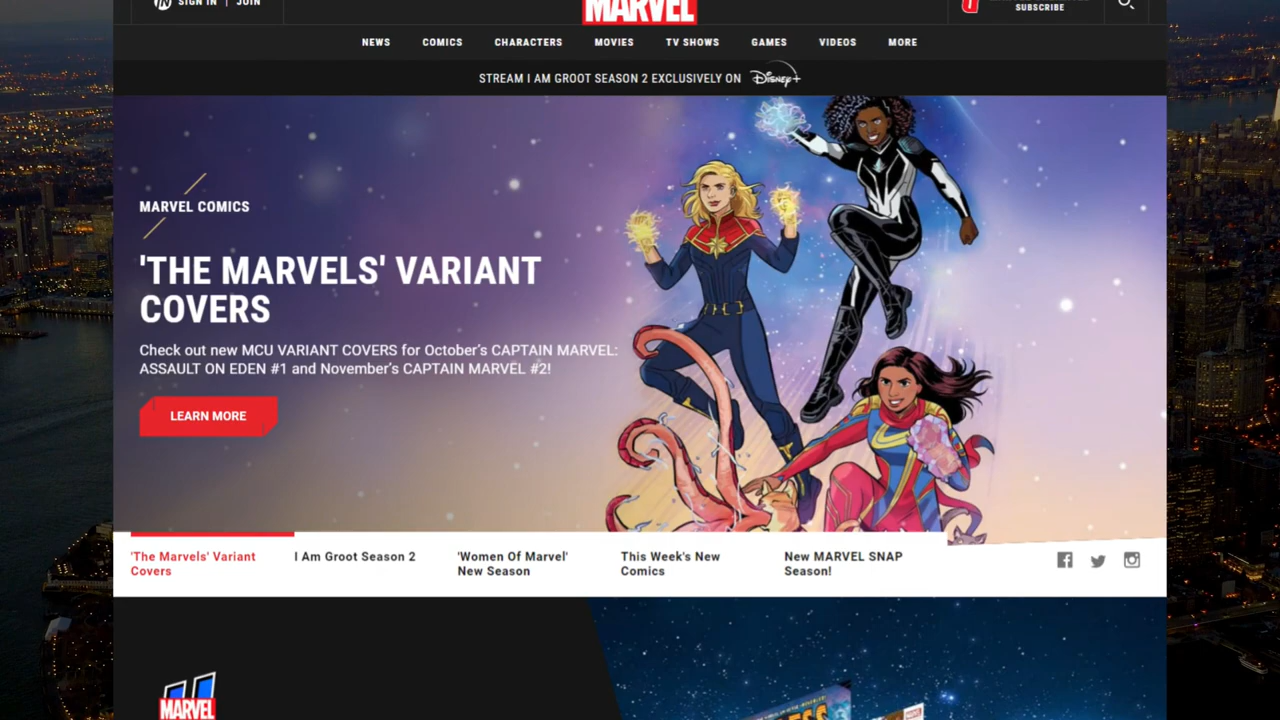 SIGN IN | JOIN
MARVEL
SUBSCRIBE
NEWS COMICS CHARACTERS MOVIES TV SHOWS GAMES VIDEOS MORE
STREAM I AM GROOT SEASON 2 EXCLUSIVELY ON Disney+
MARVEL COMICS
'THE MARVELS' VARIANT
COVERS
Check out new MCU VARIANT COVERS for October's CAPTAIN MARVEL:
ASSAULT ON EDEN #1 and November's CAPTAIN MARVEL #2!
LEARN MORE
'The Marvels' Variant
Covers
I Am Groot Season 2
'Women Of Marvel'
New Season
This Week's New
Comics
New MARVEL SNAP
Season!
MARVEL